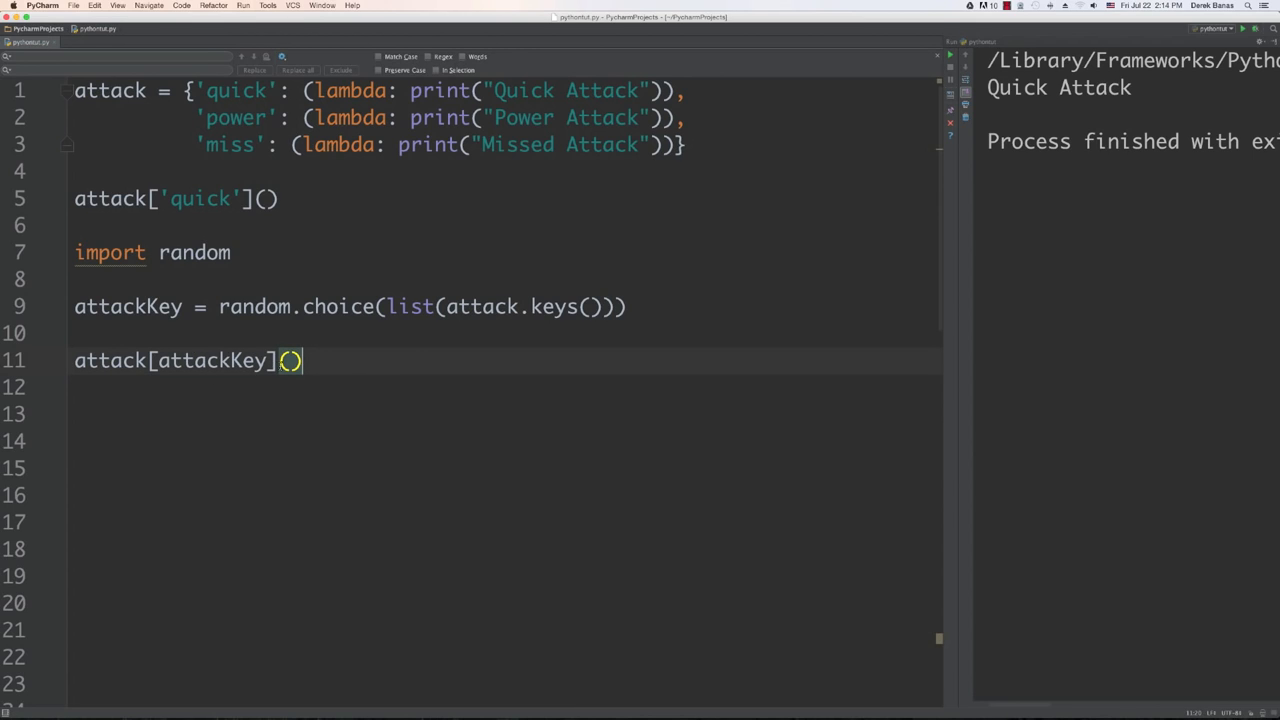 PyCharm File Edit View Navigate Code Refactor Run Tools VCS Window Help 10 Fri Jul 22 2:14 PM Derek Banas
pythontut.py - PycharmProjects - [~/PycharmProjects]
PycharmProjects pythontut.py pythontut
pythontut.py Run pythontut
Match Case Regex Words
Replace Replace all Exclude Preserve Case In Selection
1 attack = {'quick': (lambda: print("Quick Attack")),
2 'power': (lambda: print("Power Attack")),
3 'miss': (lambda: print("Missed Attack"))}
4
5 attack['quick']()
6
7 import random
8
9 attackKey = random.choice(list(attack.keys()))
10
11 attack[attackKey]()
12
13
14
15
16
17
18
19
20
21
22
23
/Library/Frameworks/Pytho
Quick Attack
Process finished with ex
11:20 LF UTF-8